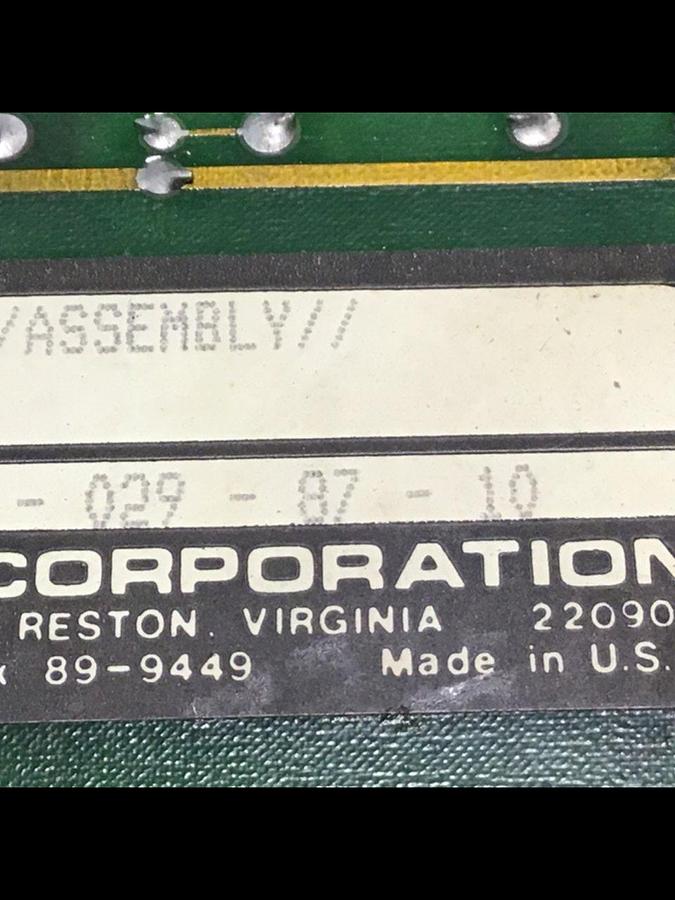 /ASSEMBLY//
- 029 - 87 - 10
CORPORATION
RESTON, VIRGINIA 22090
x 89-9449 Made in U.S.